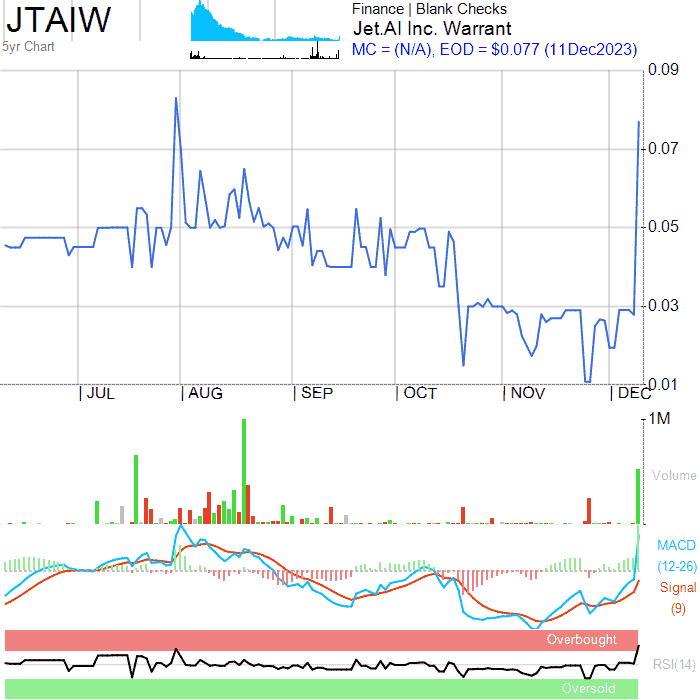 JTAIW
5yr Chart
Finance | Blank Checks
Jet.AI Inc. Warrant
MC = (N/A), EOD = $0.077 (11Dec2023)
0.09
0.07
0.05
0.03
0.01
JUL AUG SEP OCT NOV DEC
1M
Volume
MACD
(12-26)
Signal
(9)
Overbought
RSI(14)
Oversold